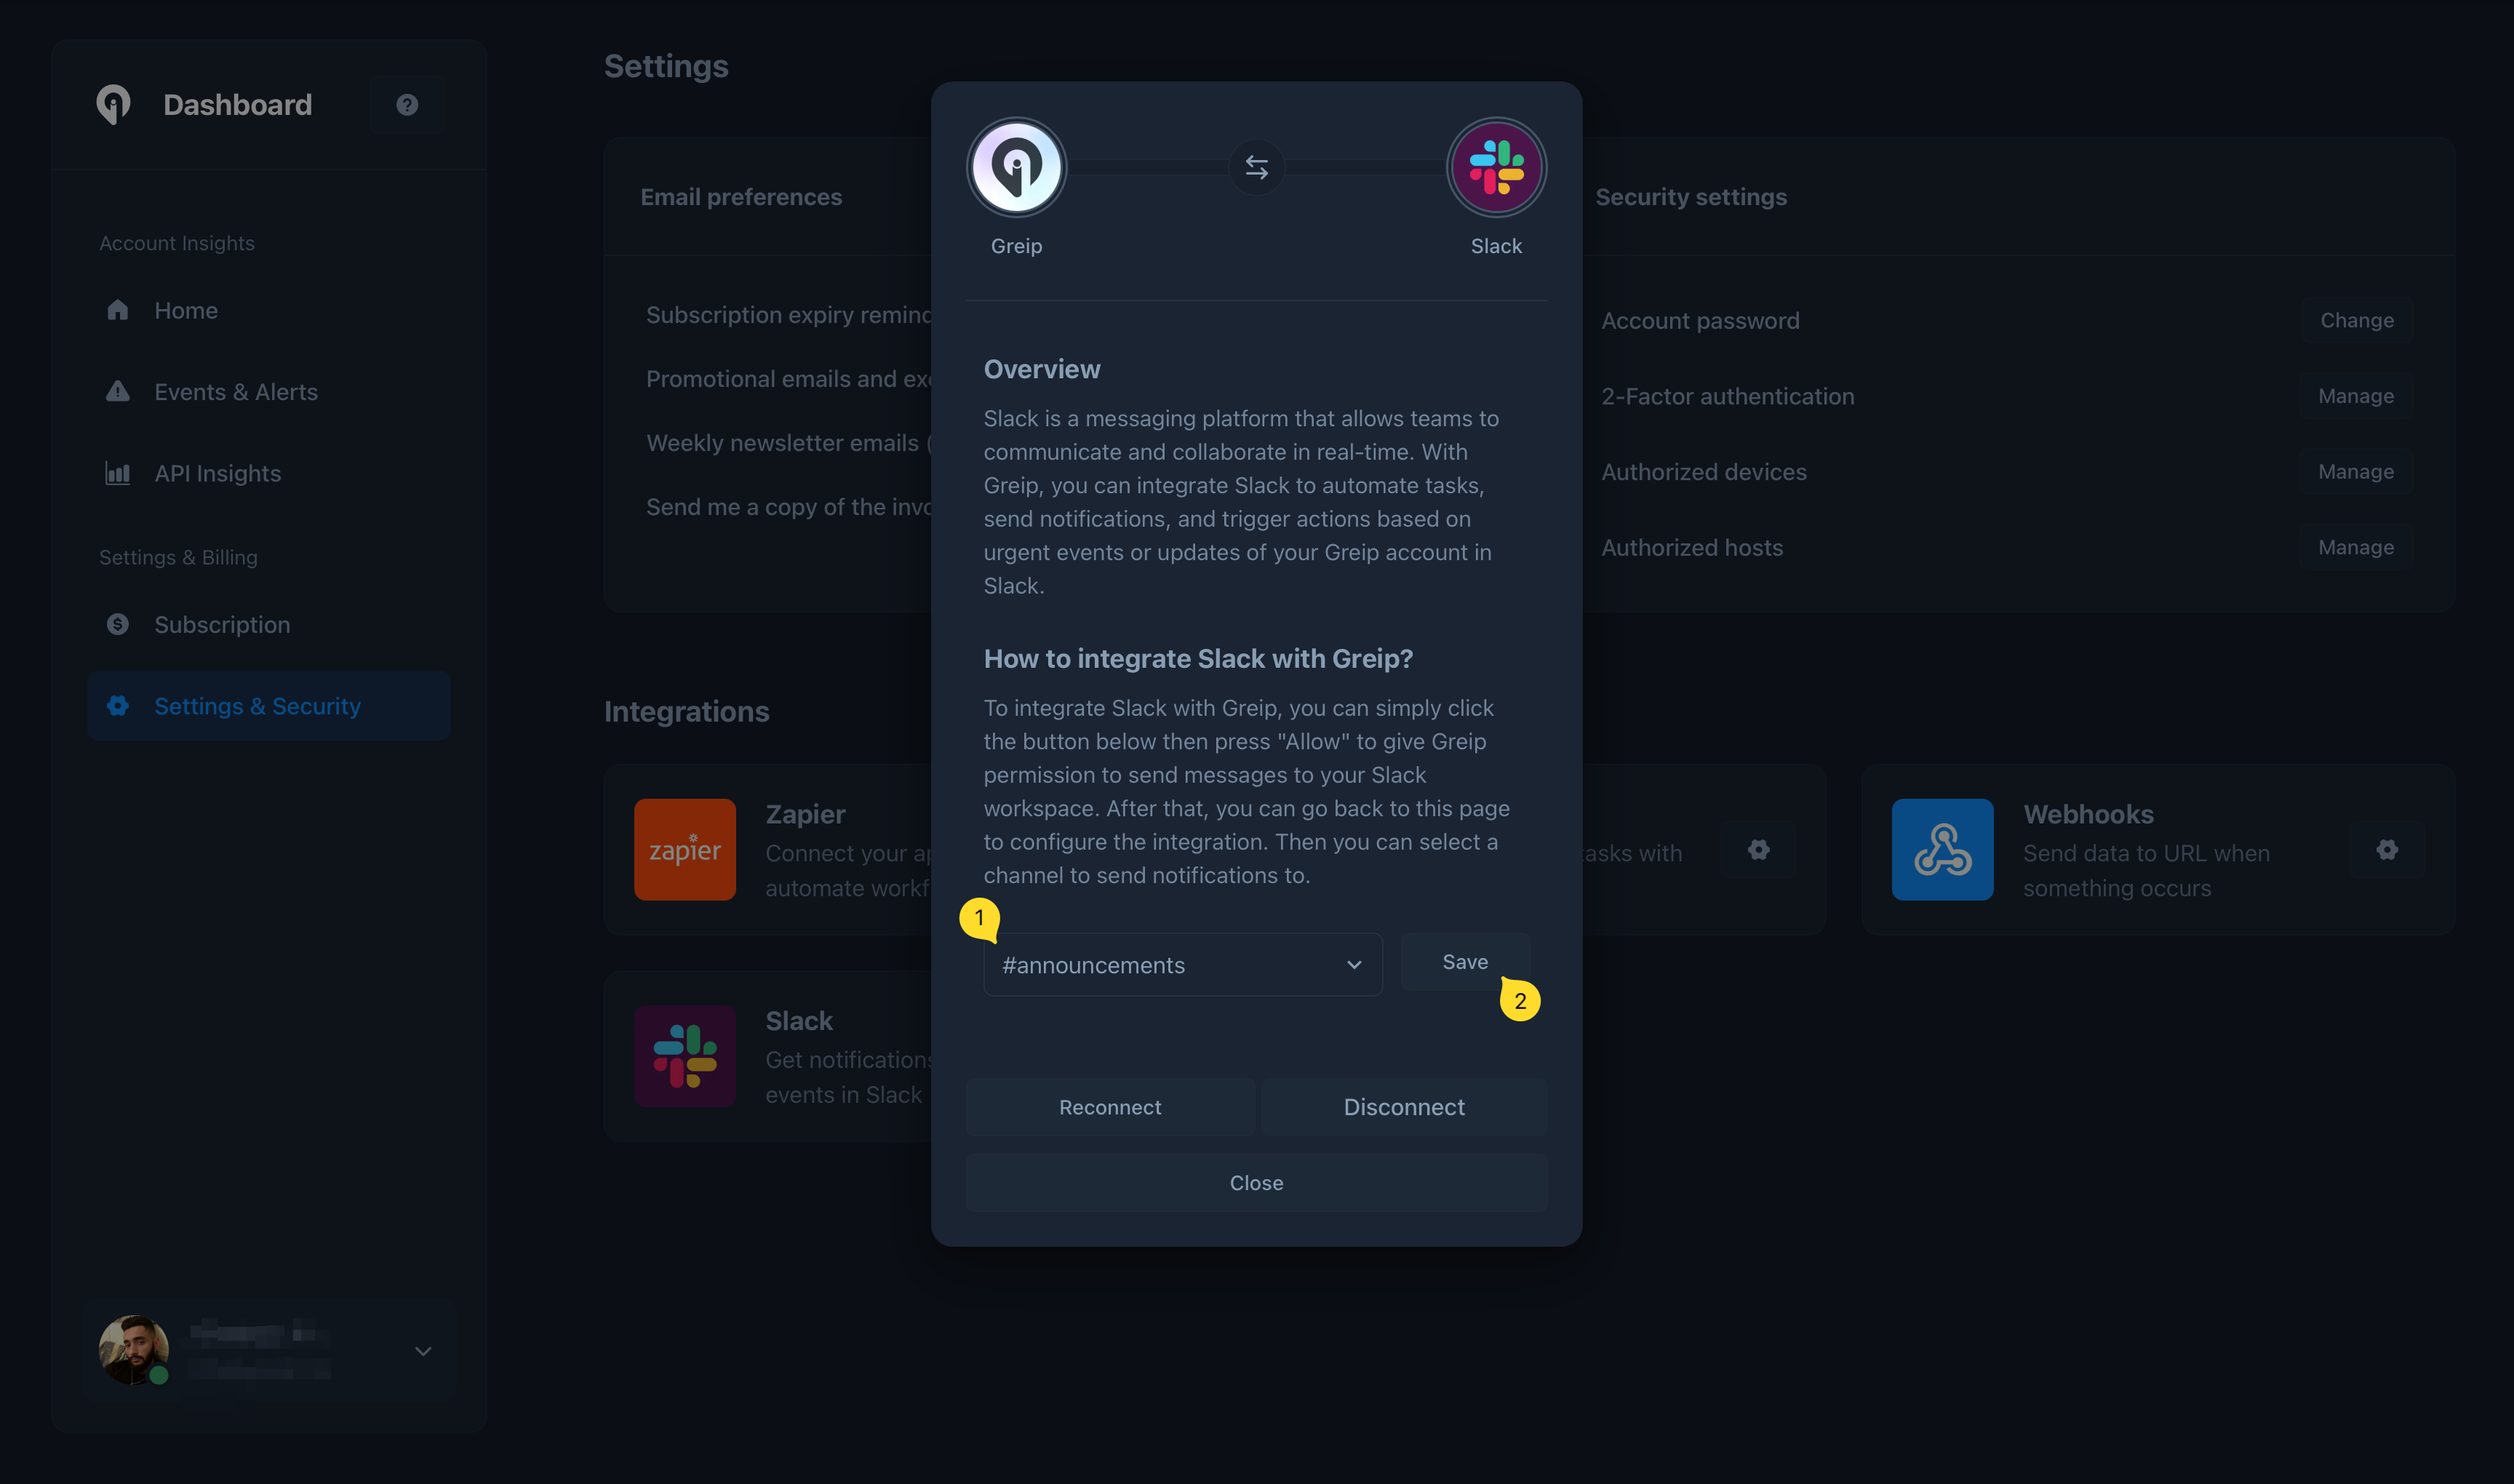 Dashboard
Account Insights
Home
Events & Alerts
API Insights
Settings & Billing
Subscription
Settings & Security
Settings
Email preferences
Subscription expiry remin
Promotional emails and ex
Weekly newsletter emails (
Send me a copy of the inv
Security settings
Account password
Change
2-Factor authentication
Manage
Authorized devices
Manage
Authorized hosts
Manage
Integrations
zapier
Zapier
Connect your a
automate workf
asks with
Webhooks
Send data to URL when
something occurs
Slack
Get notifications
events in Slack
Greip
Slack
Overview
Slack is a messaging platform that allows teams to
communicate and collaborate in real-time. With
Greip, you can integrate Slack to automate tasks,
send notifications, and trigger actions based on
urgent events or updates of your Greip account in
Slack.
How to integrate Slack with Greip?
To integrate Slack with Greip, you can simply click
the button below then press "Allow" to give Greip
permission to send messages to your Slack
workspace. After that, you can go back to this page
to configure the integration. Then you can select a
channel to send notifications to.
1
#announcements
Save
2
Reconnect
Disconnect
Close